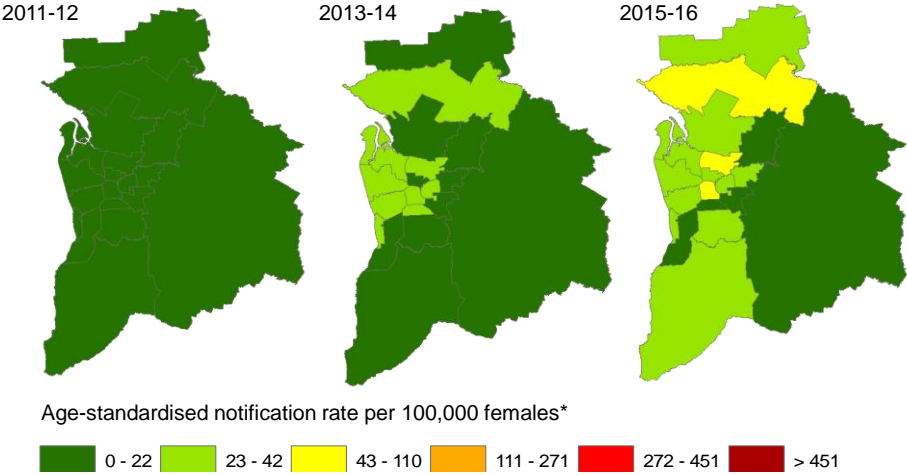 2011-12 2013-14 2015-16
Age-standardised notification rate per 100,000 females*
0 - 22 23 - 42 43 - 110 111 - 271 272 - 451 > 451